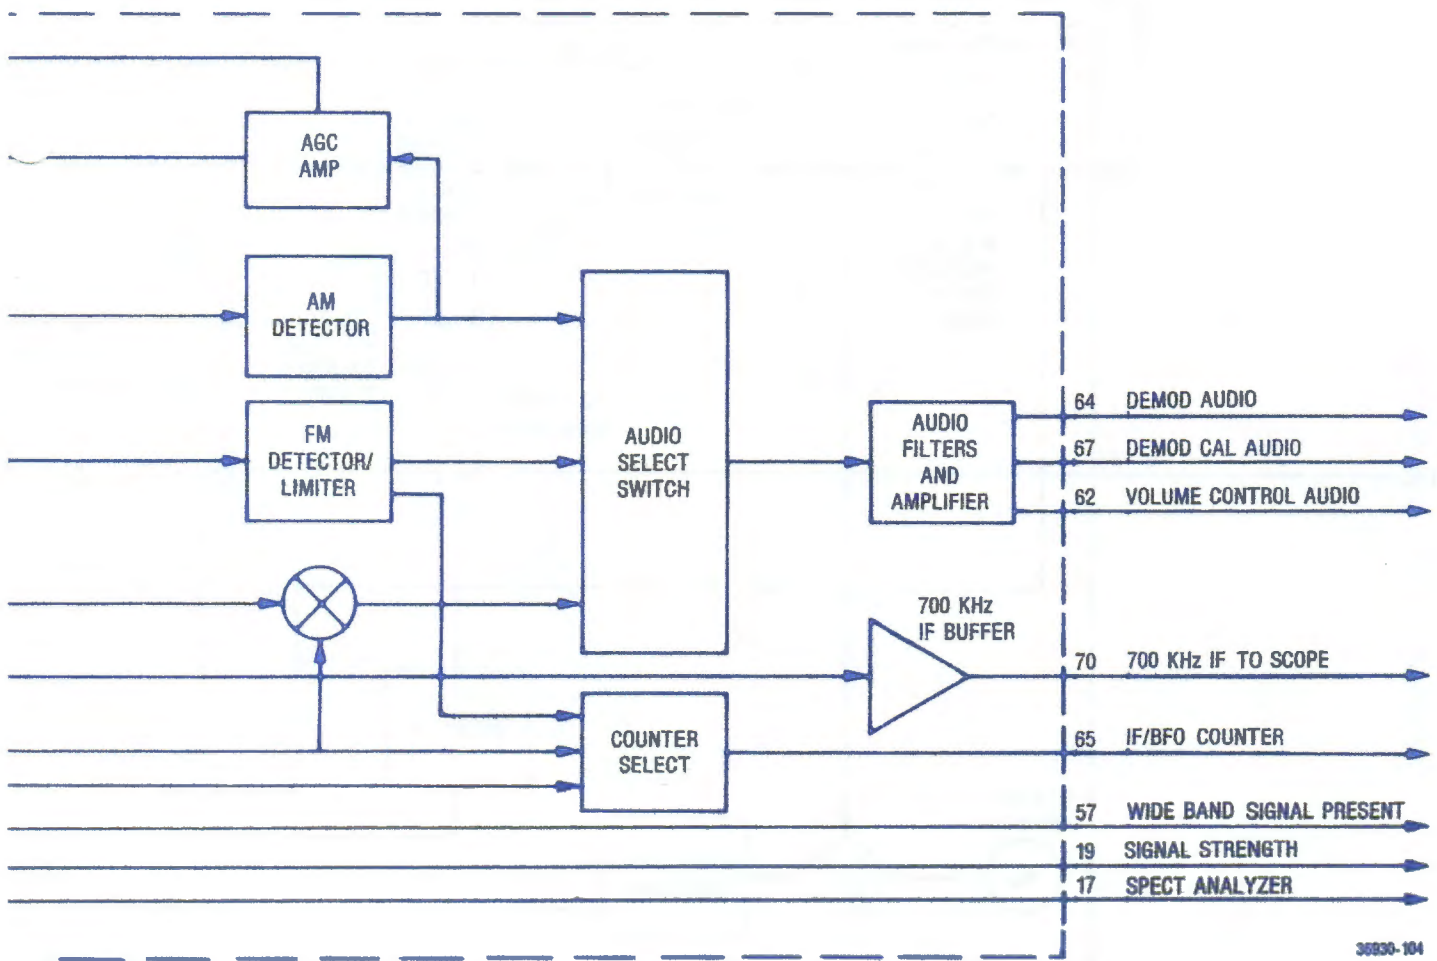 AGC
AMP
AM
DETECTOR
FM
DETECTOR/
LIMITER
AUDIO
SELECT
SWITCH
AUDIO
FILTERS
AND
AMPLIFIER
64 DEMOD AUDIO
67 DEMOD CAL AUDIO
62 VOLUME CONTROL AUDIO
700 KHz
IF BUFFER
70 700 KHz IF TO SCOPE
COUNTER
SELECT
65 IF/BFO COUNTER
57 WIDE BAND SIGNAL PRESENT
19 SIGNAL STRENGTH
17 SPECT ANALYZER
36930-104